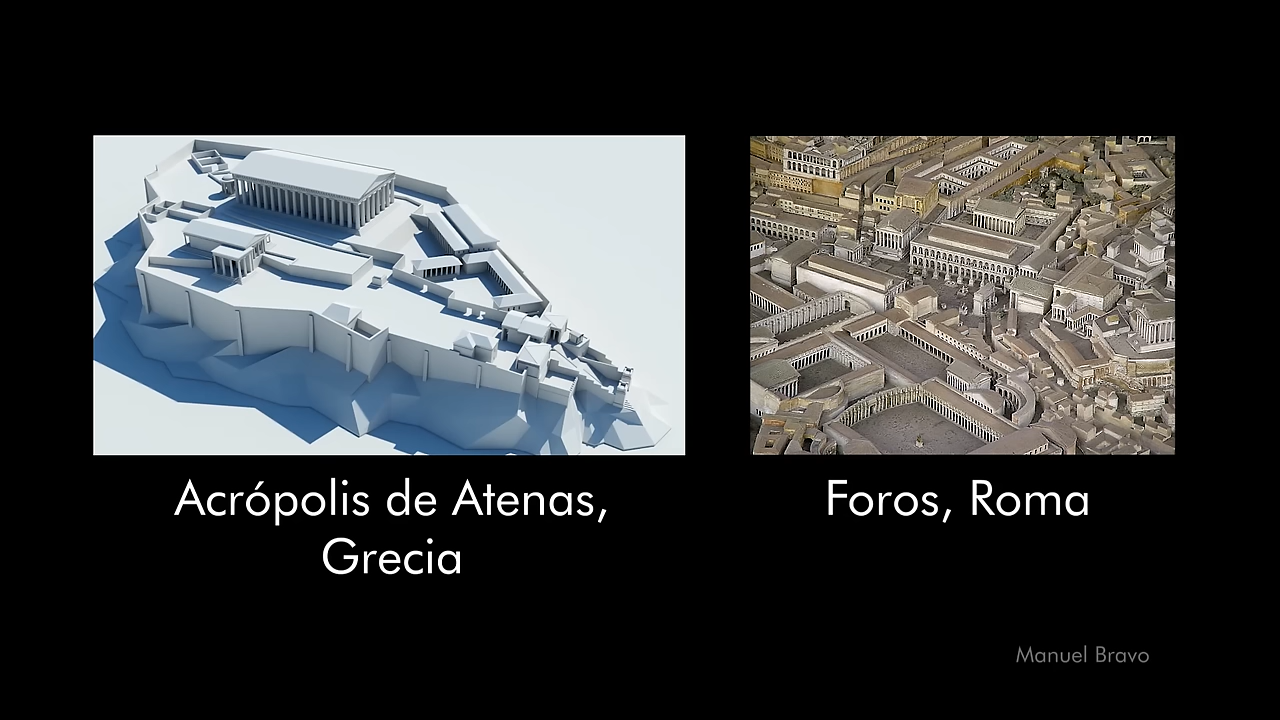 Acrópolis de Atenas,
Grecia
Foros, Roma
Manuel Bravo